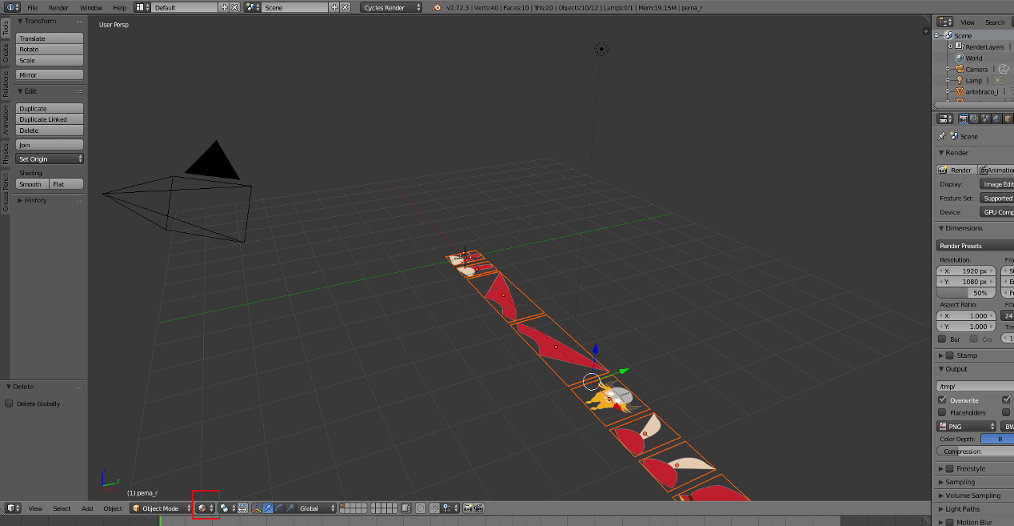 File Render Window Help Default Scene Cycles Render v2.72.3 | Verts:40 | Faces:10 | Tris:20 | Objects:10/12 | Lamps:0/1 | Mem:19.15M | pema_r
Tools
Create
Relations
Animation
Physics
Grease Pencil
Transform
Translate
Rotate
Scale
Mirror
Edit
Duplicate
Duplicate Linked
Delete
Join
Set Origin
Shading:
Smooth Flat
History
Delete
Delete Globally
User Persp
(1) pema_r
View Select Add Object Object Mode Global
View Search
Scene
RenderLayers
World
Camera
Lamp
antebraco_l
Scene
Render
Render Animation
Display: Image Edit
Feature Set: Supported
Device: GPU Comp
Dimensions
Render Presets
Resolution: Fra
X: 1920 px
Y: 1080 px
50%
Aspect Ratio:
X: 1.000 24
Y: 1.000
Bor Cro
Stamp
Output
/tmp/
Overwrite
Placeholders
PNG BW
Color Depth: 8
Compression:
Freestyle
Sampling
Volume Sampling
Light Paths
Motion Blur